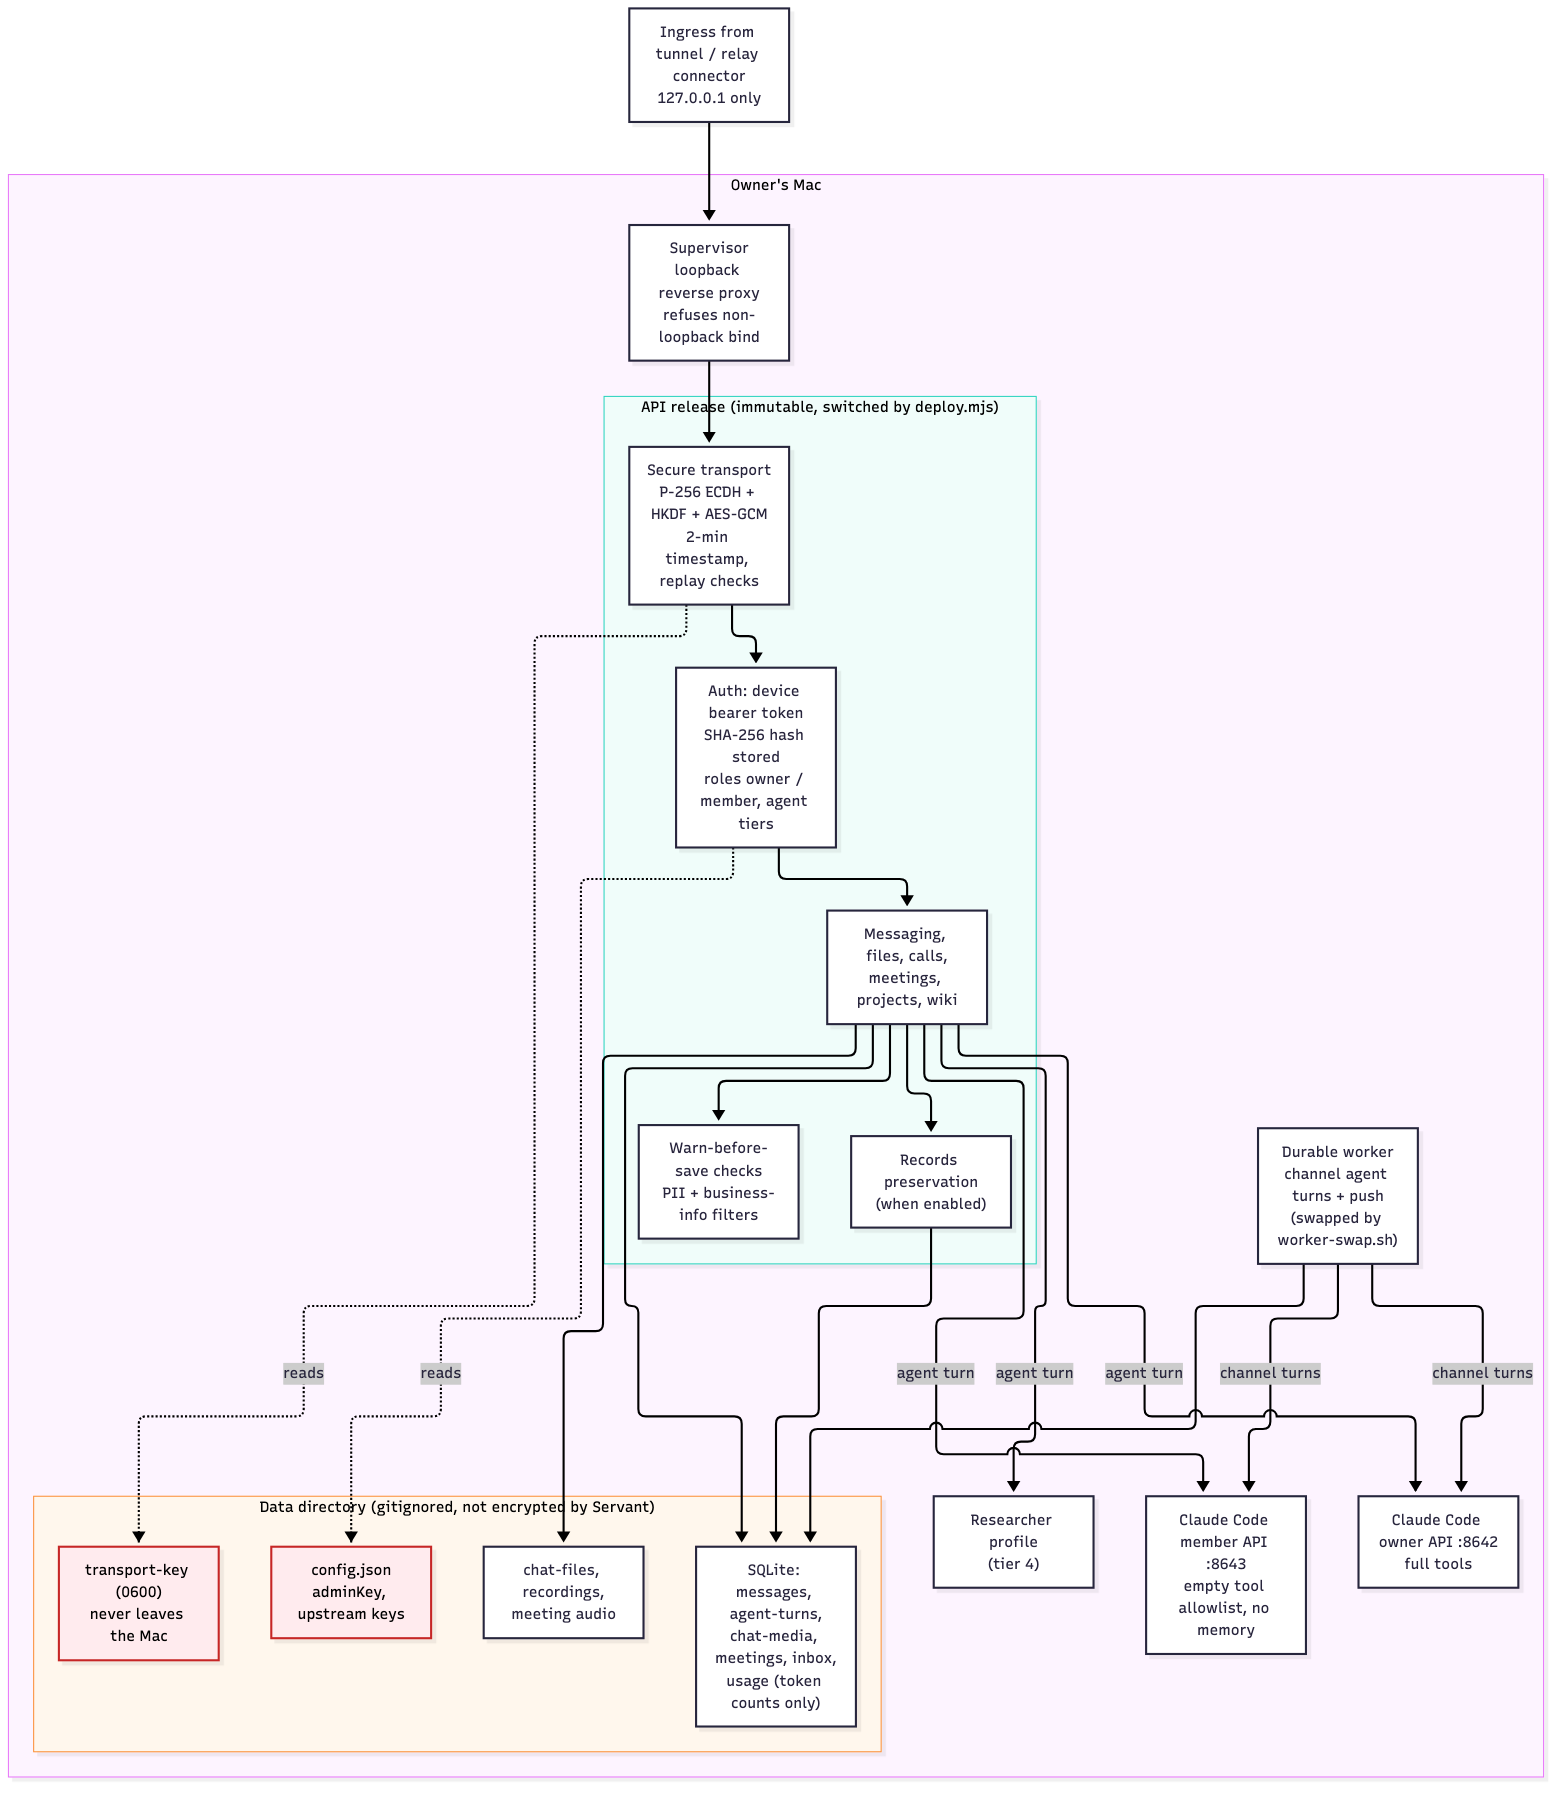 Ingress from
tunnel / relay
connector
127.0.0.1 only
Owner's Mac
Supervisor
loopback
reverse proxy
refuses non-
loopback bind
API release (immutable, switched by deploy.mjs)
Secure transport
P-256 ECDH +
HKDF + AES-GCM
2-min
timestamp,
replay checks
Auth: device
bearer token
SHA-256 hash
stored
roles owner /
member, agent
tiers
Messaging,
files, calls,
meetings,
projects, wiki
Warn-before-
save checks
PII + business-
info filters
Records
preservation
(when enabled)
Durable worker
channel agent
turns + push
(swapped by
worker-swap.sh)
reads
reads
agent turn
agent turn
agent turn
channel turns
channel turns
Data directory (gitignored, not encrypted by Servant)
transport-key
(0600)
never leaves
the Mac
config.json
adminKey,
upstream keys
chat-files,
recordings,
meeting audio
SQLite:
messages,
agent-turns,
chat-media,
meetings, inbox,
usage (token
counts only)
Researcher
profile
(tier 4)
Claude Code
member API
:8643
empty tool
allowlist, no
memory
Claude Code
owner API :8642
full tools